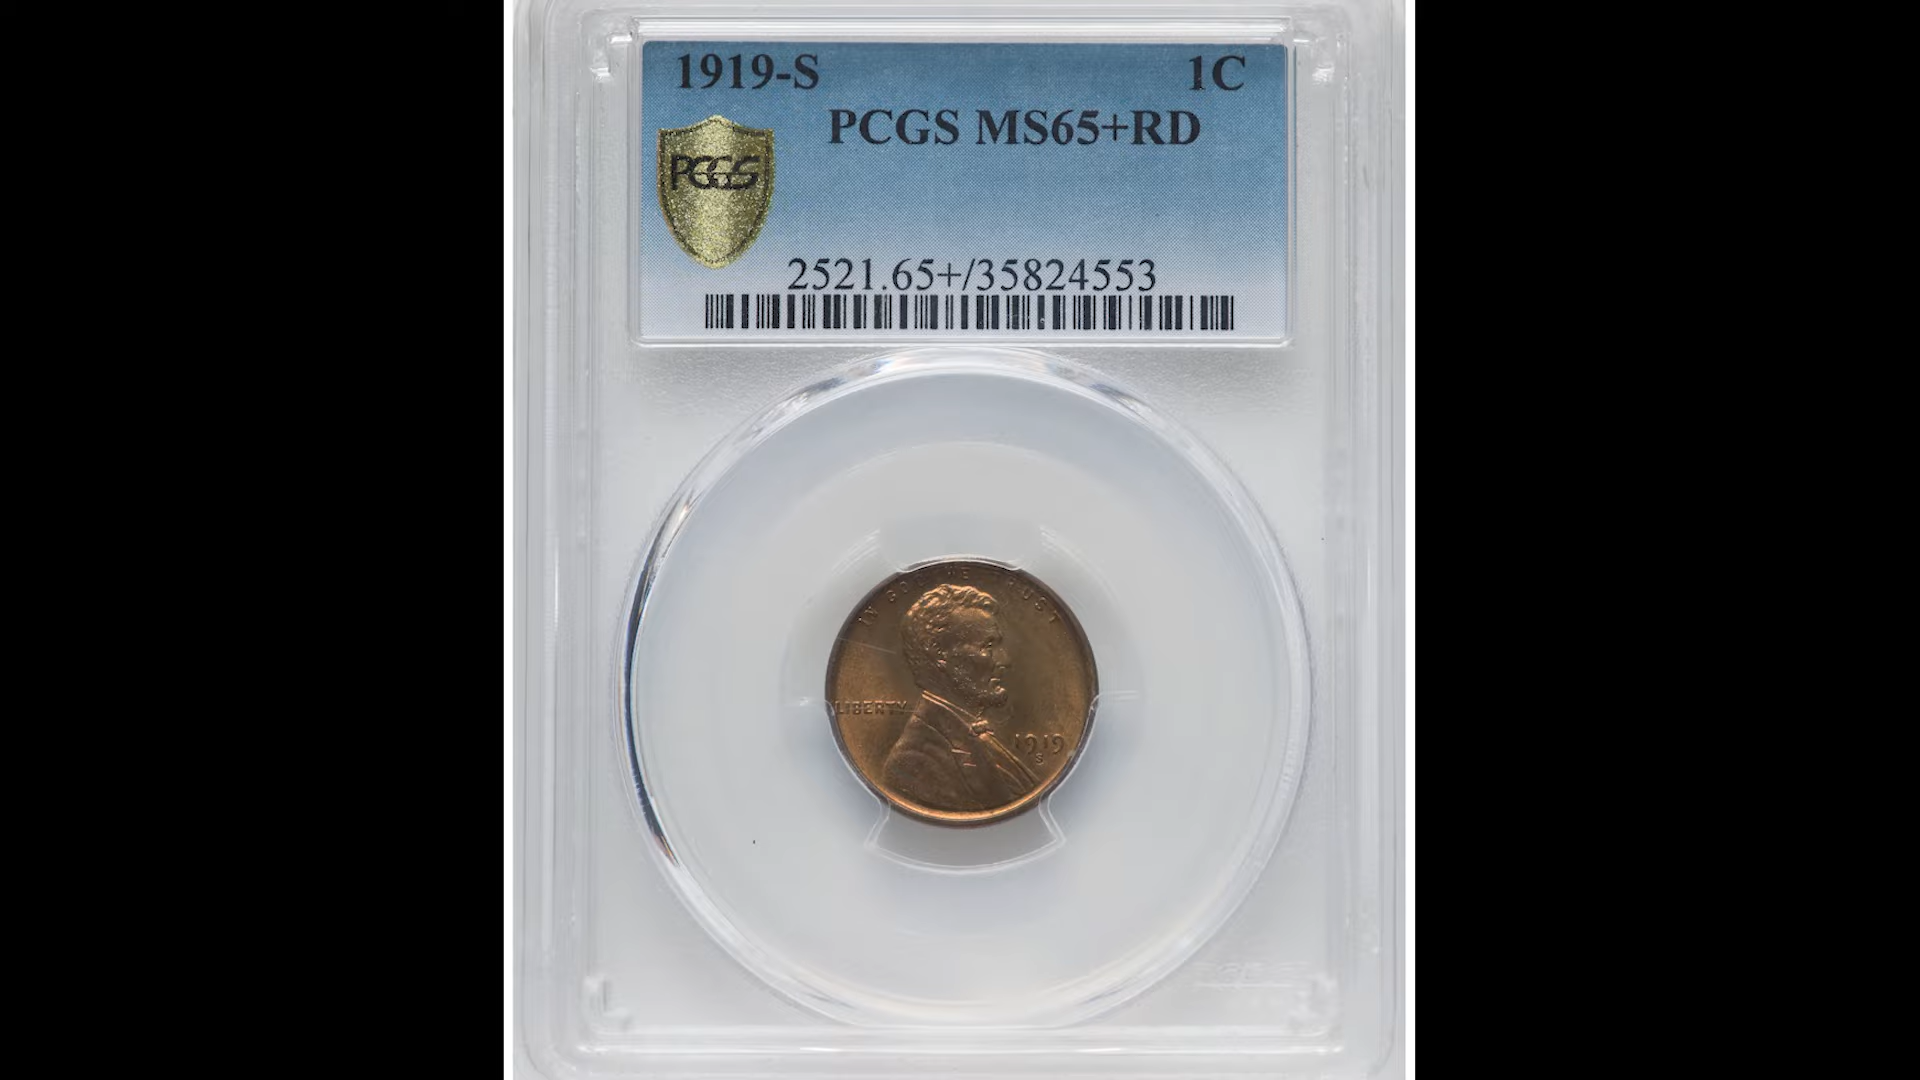 1919-S 1C
PCGS MS65+RD
PCGS
2521.65+/35824553
IN GOD WE TRUST
LIBERTY
1919
S